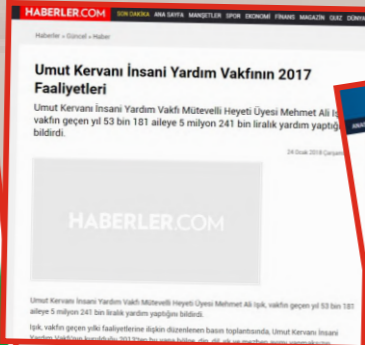 HABERLER.COM SON DAKİKA ANA SAYFA MANŞETLER SPOR EKONOMİ FİNANS MAGAZİN QUIZ DÜNYA
Haberler » Güncel » Haber
Umut Kervanı İnsani Yardım Vakfının 2017
Faaliyetleri
Umut Kervanı İnsani Yardım Vakfı Mütevelli Heyeti Üyesi Mehmet Ali
vakfın geçen yıl 53 bin 181 aileye 5 milyon 241 bin liralık yardım yaptığı
bildirdi.
24 Ocak 2018 Çarşamba
HABERLER.COM
Umut Kervanı İnsani Yardım Vakfı Mütevelli Heyeti Üyesi Mehmet Ali Işık, vakfın geçen yıl 53 bin 181
aileye 5 milyon 241 bin liralık yardım yaptığını bildirdi.
Işık, vakfın geçen yılki faaliyetlerine ilişkin düzenlenen basın toplantısında, Umut Kervanı İnsani